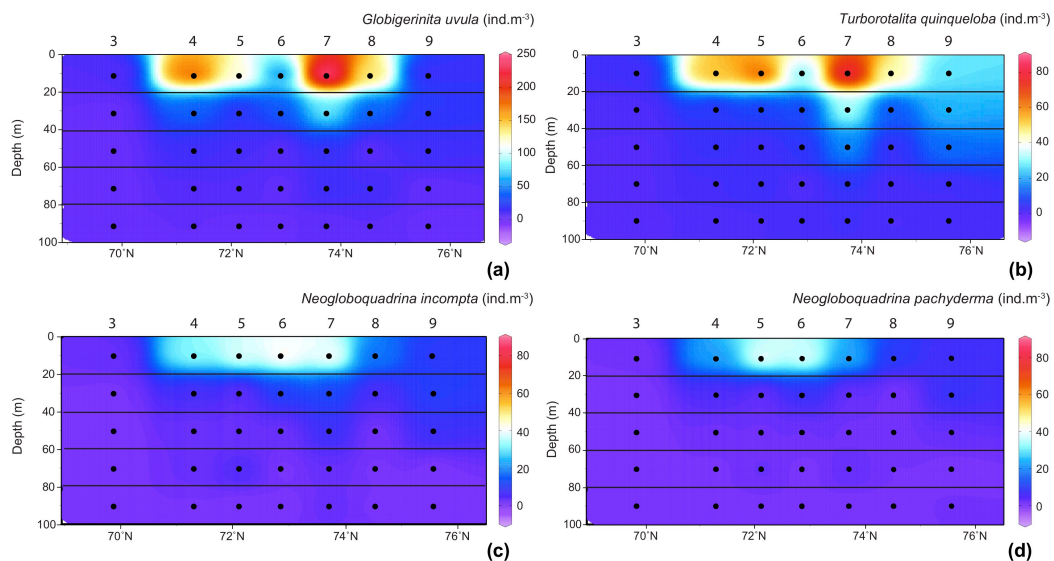 Globigerinita uvula (ind.m-3)
3 4 5 6 7 8 9
0
20
40
60
80
100
Depth (m)
70°N 72°N 74°N 76°N
250
200
150
100
50
0
(a)
Turborotalita quinqueloba (ind.m-3)
3 4 5 6 7 8 9
0
20
40
60
80
100
Depth (m)
70°N 72°N 74°N 76°N
80
60
40
20
0
(b)
Neogloboquadrina incompta (ind.m-3)
3 4 5 6 7 8 9
0
20
40
60
80
100
Depth (m)
70°N 72°N 74°N 76°N
80
60
40
20
0
(c)
Neogloboquadrina pachyderma (ind.m-3)
3 4 5 6 7 8 9
0
20
40
60
80
100
Depth (m)
70°N 72°N 74°N 76°N
80
60
40
20
0
(d)